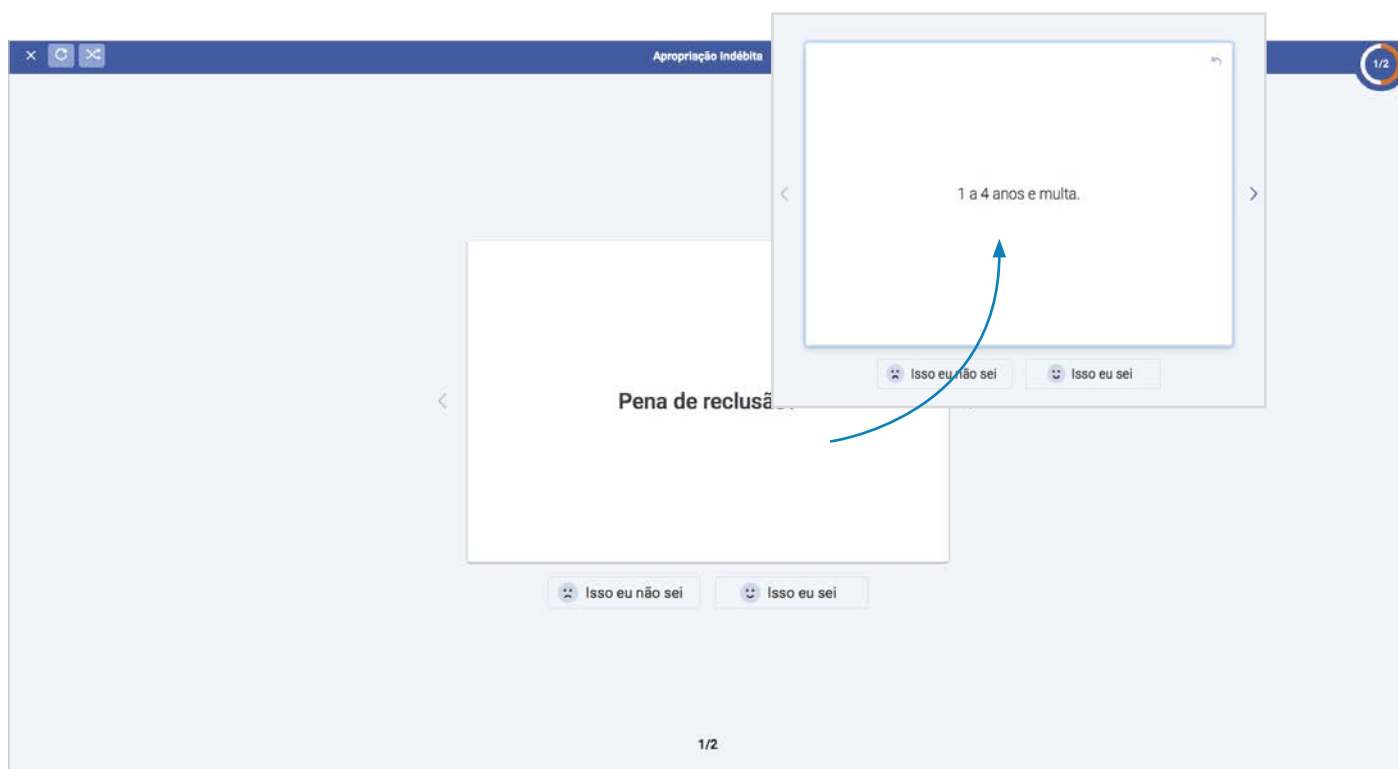 Apropriação Indébita
1/2
1 a 4 anos e multa.
Isso eu não sei
Isso eu sei
Pena de
Isso eu não sei
Isso eu sei
1/2